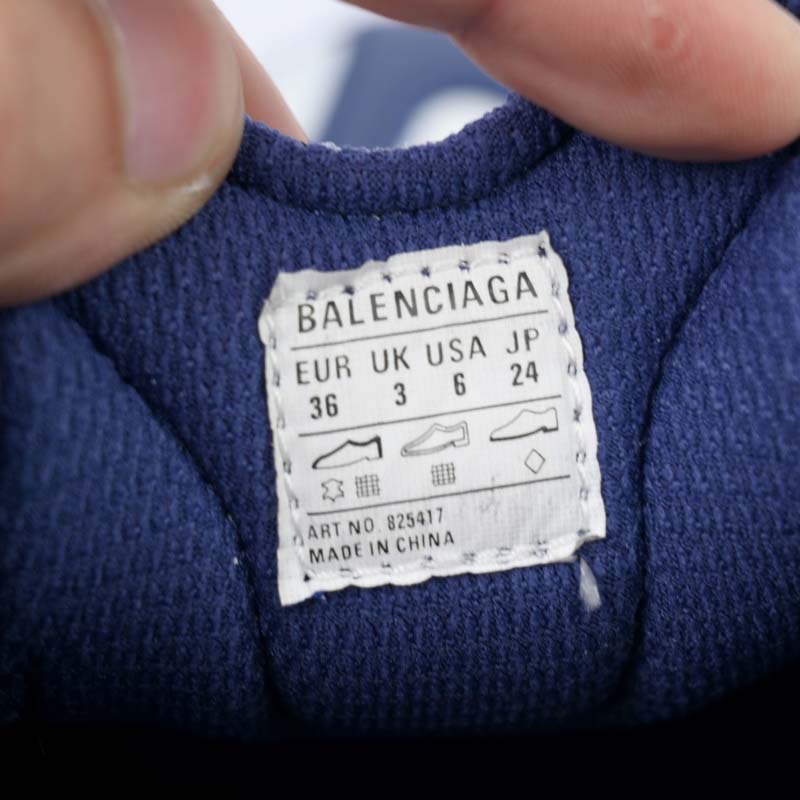 BALENCIAGA
EUR UK USA JP
36 3 6 24
ART NO. 825417
MADE IN CHINA